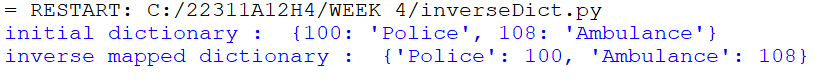 = RESTART: C:/22311A12H4/WEEK 4/inverseDict.py
initial dictionary :  {100: 'Police', 108: 'Ambulance'}
inverse mapped dictionary :  {'Police': 100, 'Ambulance': 108}